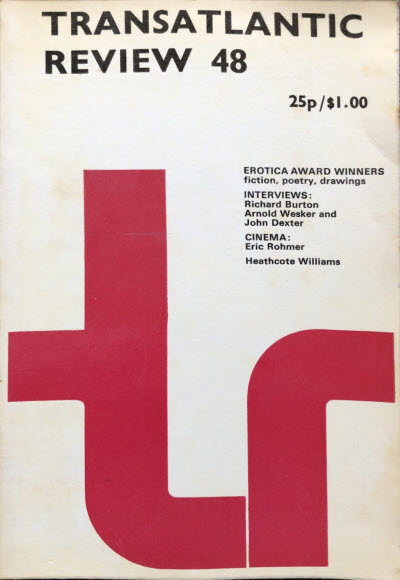 TRANSATLANTIC
REVIEW 48
25p/$1.00
EROTICA AWARD WINNERS
fiction, poetry, drawings
INTERVIEWS:
Richard Burton
Arnold Wesker and
John Dexter
CINEMA:
Eric Rohmer
Heathcote Williams
tr